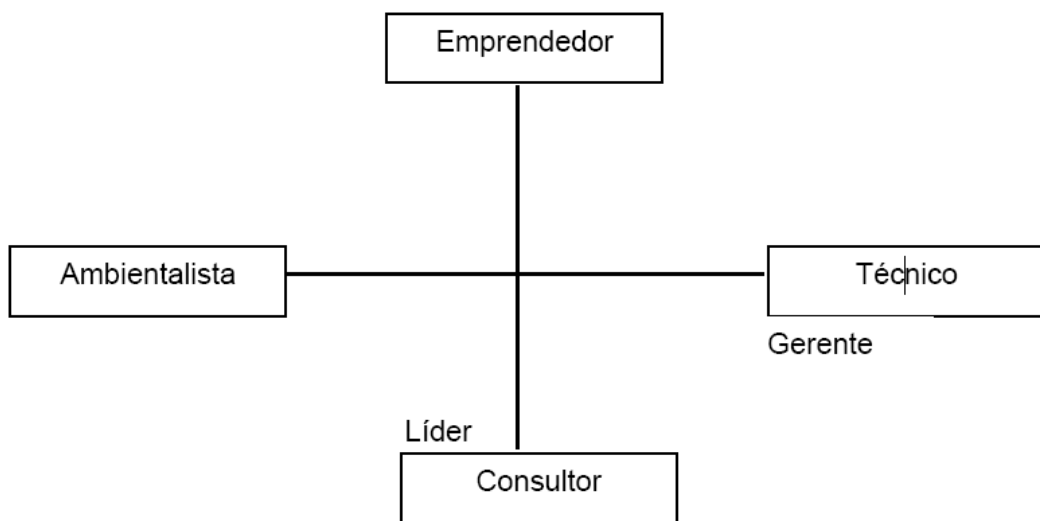 Emprendedor
Ambientalista
Técnico
Gerente
Líder
Consultor